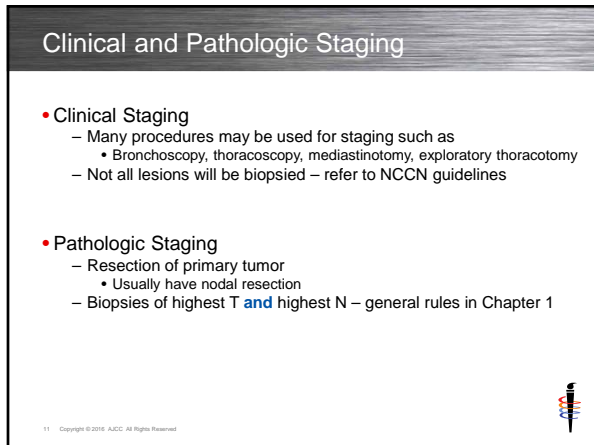 Clinical and Pathologic Staging
• Clinical Staging
– Many procedures may be used for staging such as
• Bronchoscopy, thoracoscopy, mediastinotomy, exploratory thoracotomy
– Not all lesions will be biopsied – refer to NCCN guidelines
• Pathologic Staging
– Resection of primary tumor
• Usually have nodal resection
– Biopsies of highest T and highest N – general rules in Chapter 1
11 Copyright © 2016 AJCC All Rights Reserved